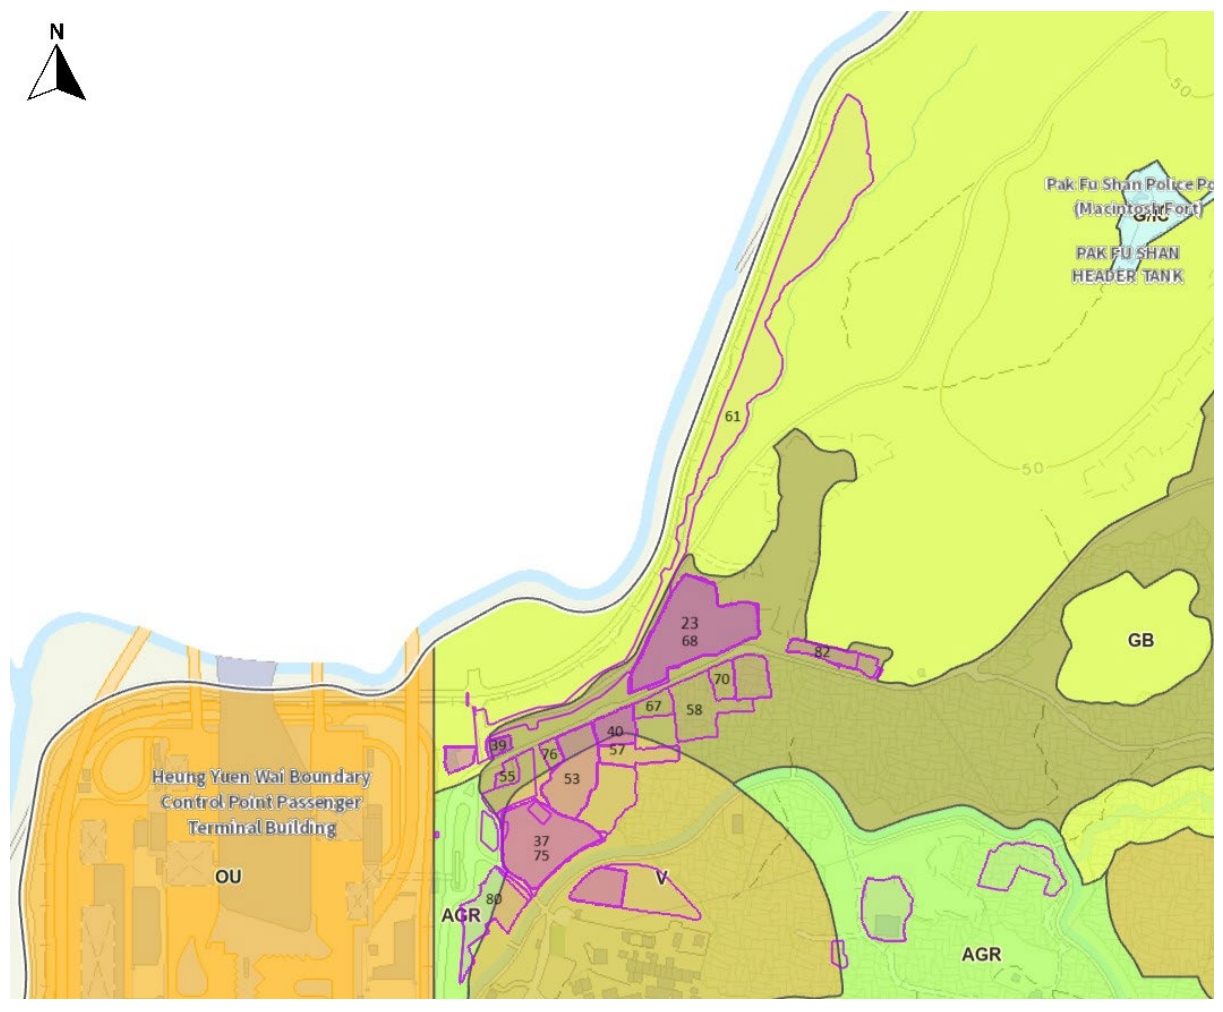 N
50
Pak Fu Shan Police Po
(Macintosh Fort)
G/IC
PAK FU SHAN
HEADER TANK
61
50
23
68
82
GB
70
67
58
40
39
76
57
55
53
Heung Yuen Wai Boundary
Control Point Passenger
Terminal Building
37
75
OU
V
80
AGR
AGR